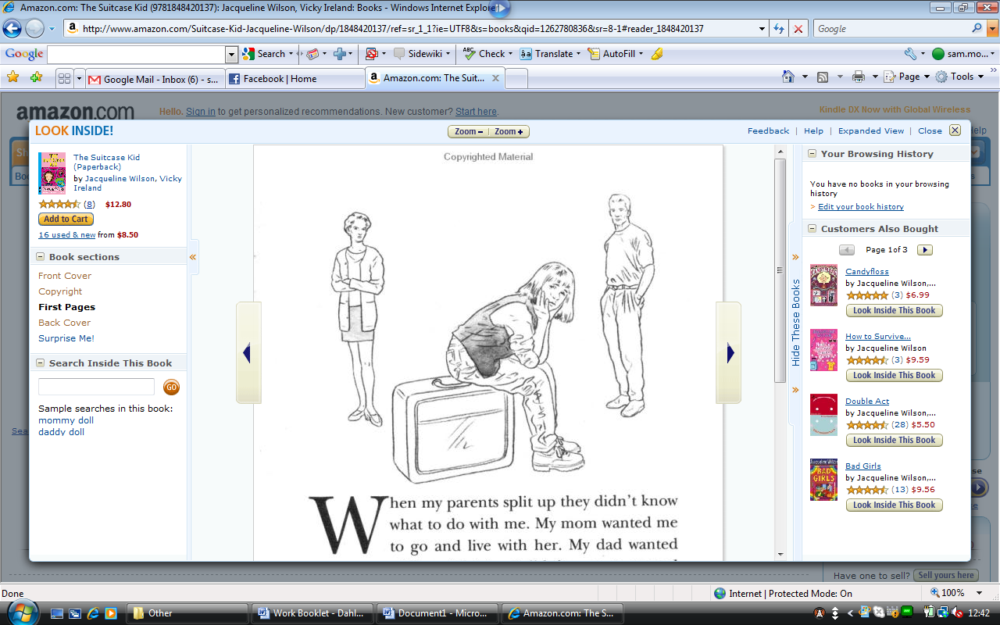 Amazon.com: The Suitcase Kid (9781848420137): Jacqueline Wilson, Vicky Ireland: Books - Windows Internet Explorer
http://www.amazon.com/Suitcase-Kid-Jacqueline-Wilson/dp/1848420137/ref=sr_1_1?ie=UTF8&s=books&qid=1262780836&sr=8-1#reader_1848420137
Google
Google Search Sidewiki ABC Check Translate AutoFill sam.mo...
Google Mail - Inbox (6) - s... Facebook | Home Amazon.com: The Suit... Page Tools
amazon.com Hello. Sign in to get personalized recommendations. New customer? Start here. Kindle DX Now with Global Wireless
LOOK INSIDE! Zoom – Zoom + Feedback | Help | Expanded View | Close
The Suitcase Kid
(Paperback)
by Jacqueline Wilson, Vicky
Ireland
(8) $12.80
Add to Cart
16 used & new from $8.50
Book sections
Front Cover
Copyright
First Pages
Back Cover
Surprise Me!
Search Inside This Book
GO
Sample searches in this book:
mommy doll
daddy doll
Copyrighted Material
When my parents split up they didn't know
what to do with me. My mom wanted me
to go and live with her. My dad wanted
Hide These Books
Your Browsing History
You have no books in your browsing
history
> Edit your book history
Customers Also Bought
Page 1 of 3
Candyfloss
by Jacqueline Wilson,...
(3) $6.99
Look Inside This Book
How to Survive...
by Jacqueline Wilson
(3) $9.59
Look Inside This Book
Double Act
by Jacqueline Wilson,...
(28) $5.50
Look Inside This Book
Bad Girls
by Jacqueline Wilson,...
(13) $9.56
Look Inside This Book
Have one to sell? Sell yours here
Done Internet | Protected Mode: On 100%
Other Work Booklet - Dahl... Document1 - Micro... Amazon.com: The S... 12:42